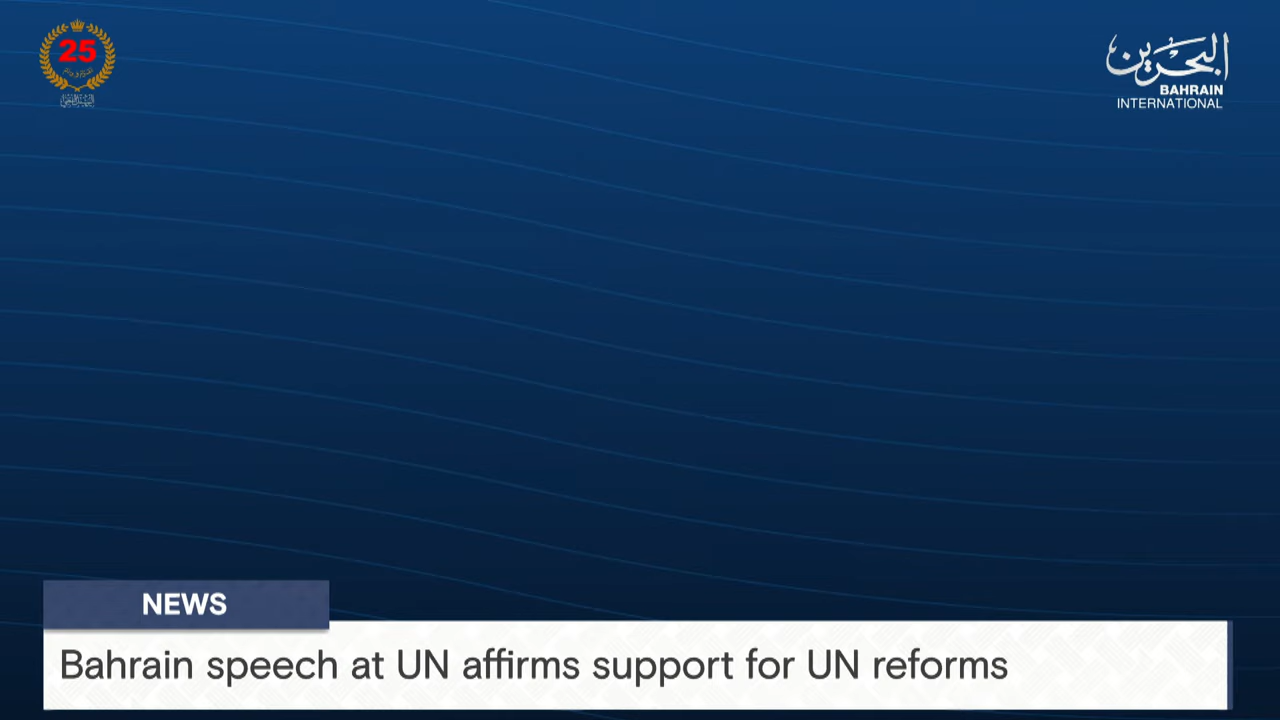 25
البحرين
BAHRAIN
INTERNATIONAL
NEWS
Bahrain speech at UN affirms support for UN reforms